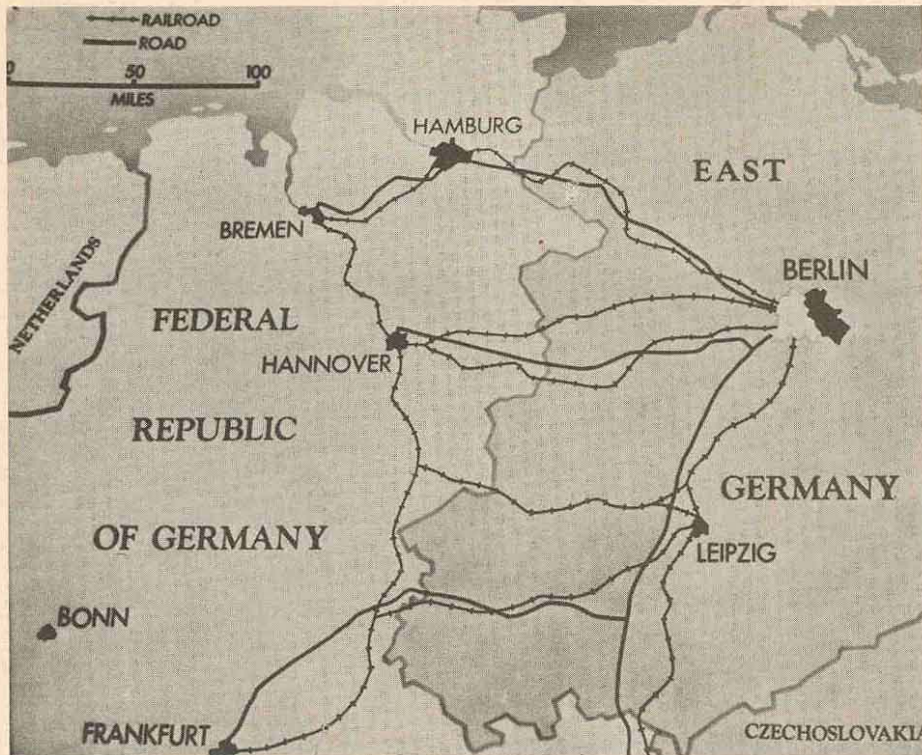 RAILROAD
ROAD
0 50 100
MILES
HAMBURG
EAST
BREMEN
BERLIN
NETHERLANDS
FEDERAL
HANNOVER
REPUBLIC
GERMANY
OF GERMANY
LEIPZIG
BONN
FRANKFURT